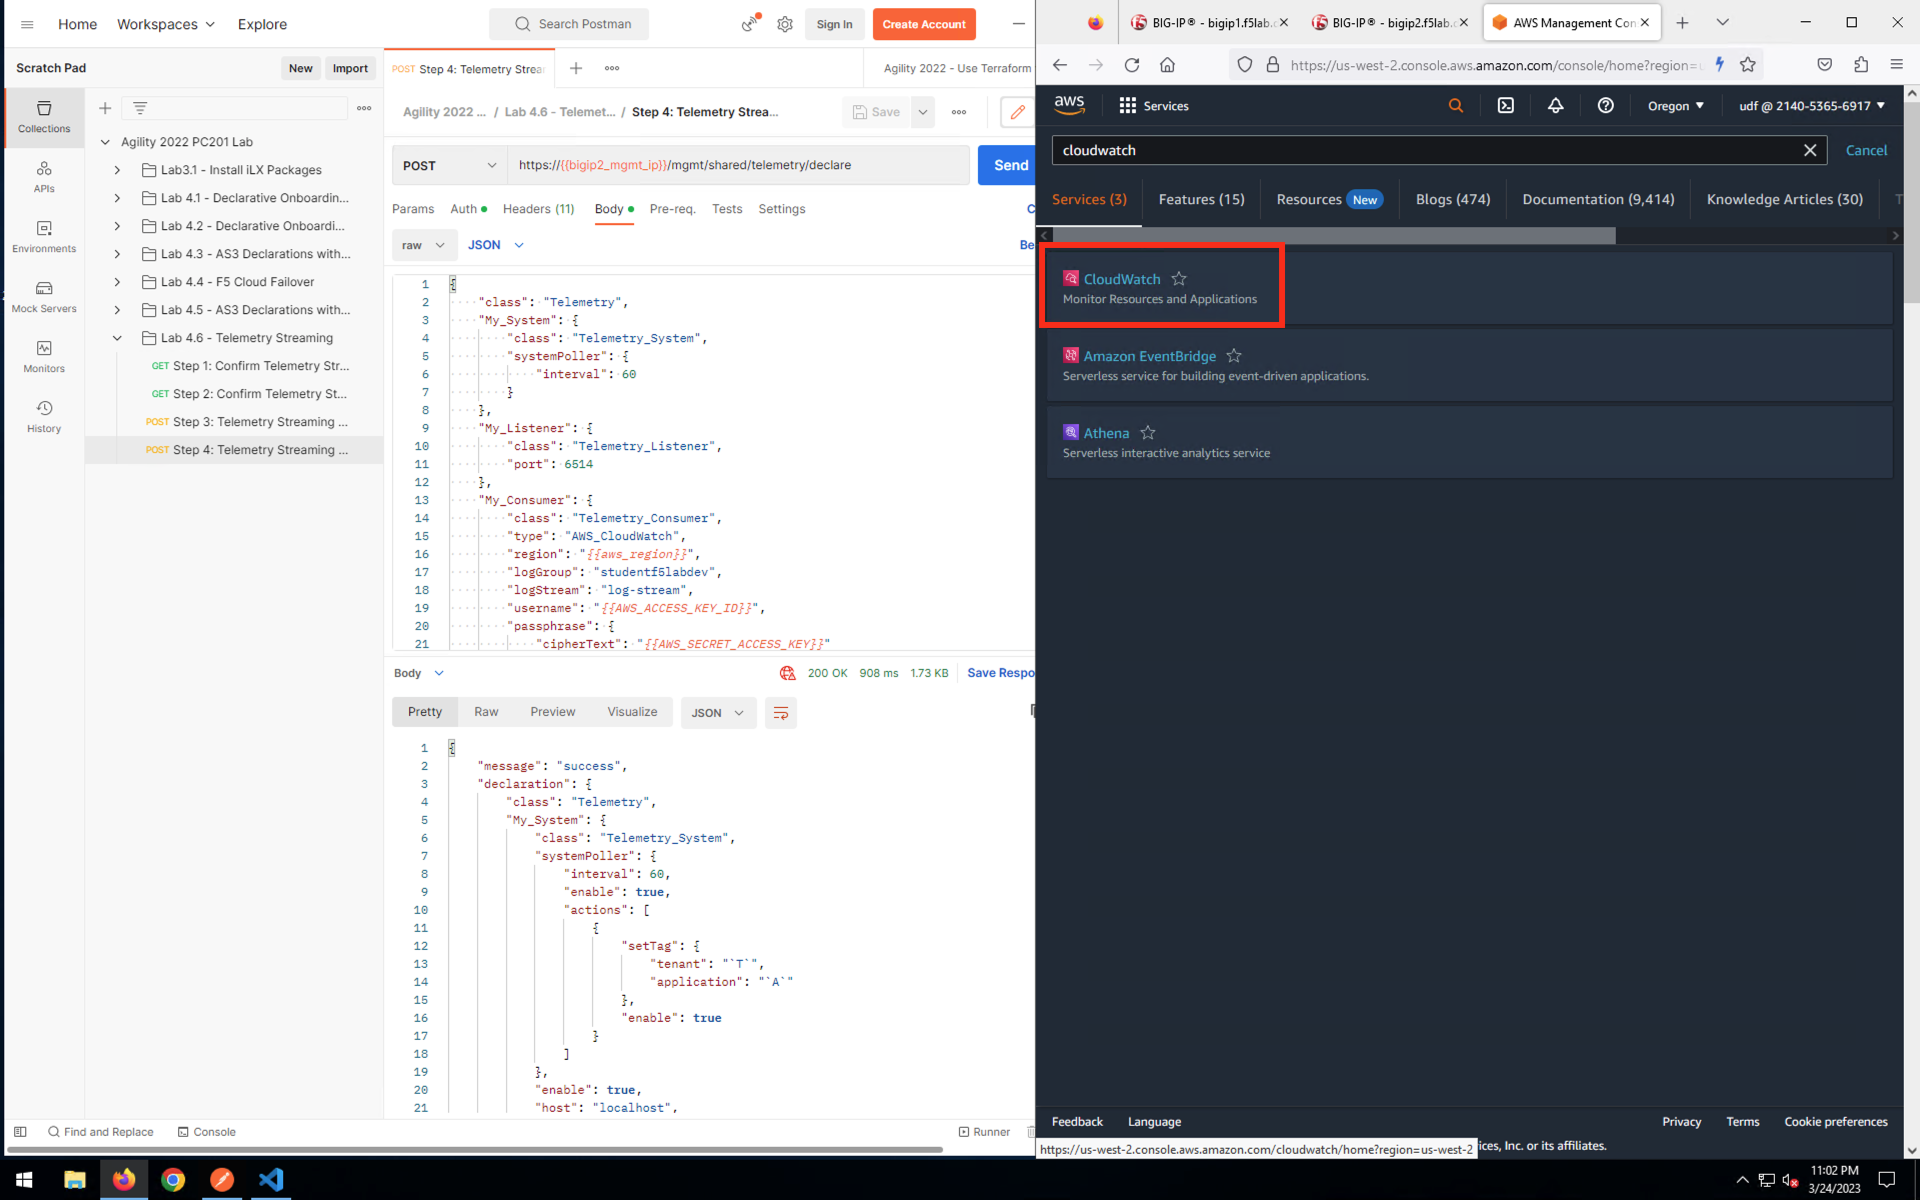 Home
Workspaces
Explore
Search Postman
Sign In
Create Account
Scratch Pad
New
Import
Collections
APIs
Environments
Mock Servers
Monitors
History
Agility 2022 PC201 Lab
Lab3.1 - Install iLX Packages
Lab 4.1 - Declarative Onboardin...
Lab 4.2 - Declarative Onboardi...
Lab 4.3 - AS3 Declarations with...
Lab 4.4 - F5 Cloud Failover
Lab 4.5 - AS3 Declarations with...
Lab 4.6 - Telemetry Streaming
GET Step 1: Confirm Telemetry Str...
GET Step 2: Confirm Telemetry St...
POST Step 3: Telemetry Streaming ...
POST Step 4: Telemetry Streaming ...
POST Step 4: Telemetry Strea
Agility 2022 - Use Terraform
Agility 2022 ... / Lab 4.6 - Telemet... / Step 4: Telemetry Strea...
Save
POST
https://{{bigip2_mgmt_ip}}/mgmt/shared/telemetry/declare
Send
Params
Auth
Headers (11)
Body
Pre-req.
Tests
Settings
C
raw
JSON
Be
1 {
2 "class": "Telemetry",
3 "My_System": {
4 "class": "Telemetry_System",
5 "systemPoller": {
6 "interval": 60
7 }
8 },
9 "My_Listener": {
10 "class": "Telemetry_Listener",
11 "port": 6514
12 },
13 "My_Consumer": {
14 "class": "Telemetry_Consumer",
15 "type": "AWS_CloudWatch",
16 "region": "{{aws_region}}",
17 "logGroup": "studentf5labdev",
18 "logStream": "log-stream",
19 "username": "{{AWS_ACCESS_KEY_ID}}",
20 "passphrase": {
21 "cipherText": "{{AWS_SECRET_ACCESS_KEY}}"
Body
200 OK
908 ms
1.73 KB
Save Respo
Pretty
Raw
Preview
Visualize
JSON
1 {
2 "message": "success",
3 "declaration": {
4 "class": "Telemetry",
5 "My_System": {
6 "class": "Telemetry_System",
7 "systemPoller": {
8 "interval": 60,
9 "enable": true,
10 "actions": [
11 {
12 "setTag": {
13 "tenant": "`T`",
14 "application": "`A`"
15 },
16 "enable": true
17 }
18 ]
19 },
20 "enable": true,
21 "host": "localhost",
Find and Replace
Console
Runner
BIG-IP® - bigip1.f5lab.c
BIG-IP® - bigip2.f5lab.c
AWS Management Con
https://us-west-2.console.aws.amazon.com/console/home?region=
aws
Services
Oregon
udf @ 2140-5365-6917
cloudwatch
Cancel
Services (3)
Features (15)
Resources New
Blogs (474)
Documentation (9,414)
Knowledge Articles (30)
T
CloudWatch
Monitor Resources and Applications
Amazon EventBridge
Serverless service for building event-driven applications.
Athena
Serverless interactive analytics service
Feedback
Language
Privacy
Terms
Cookie preferences
https://us-west-2.console.aws.amazon.com/cloudwatch/home?region=us-west-2
ices, Inc. or its affiliates.
11:02 PM
3/24/2023